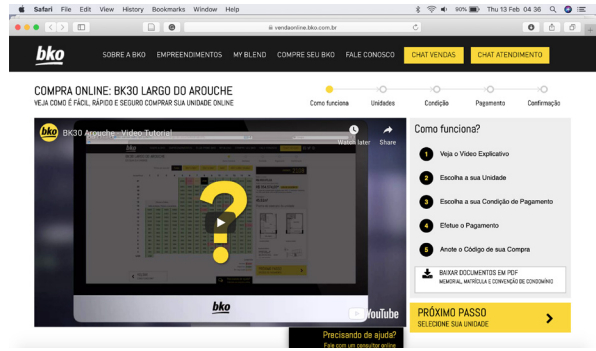 Safari File Edit View History Bookmarks Window Help
90% Thu 13 Feb 04 36
vendaonline.bko.com.br
bko
SOBRE A BKO EMPREENDIMENTOS MY BLEND COMPRE SEU BKO FALE CONOSCO CHAT VENDAS CHAT ATENDIMENTO
COMPRA ONLINE: BK30 LARGO DO AROUCHE
VEJA COMO É FÁCIL, RÁPIDO E SEGURO COMPRAR SUA UNIDADE ONLINE
Como funciona Unidades Condição Pagamento Confirmação
bko BK30 Arouche - Video Tutorial
Watch later Share
bko
?
bko
YouTube
Como funciona?
1 Veja o Vídeo Explicativo
2 Escolha a sua Unidade
3 Escolha a sua Condição de Pagamento
4 Efetue o Pagamento
5 Anote o Código de sua Compra
BAIXAR DOCUMENTOS EM PDF
MEMORIAL, MATRÍCULA E CONVENÇÃO DE CONDOMÍNIO
PRÓXIMO PASSO
SELECIONE SUA UNIDADE
Precisando de ajuda?
Fale com um consultor online